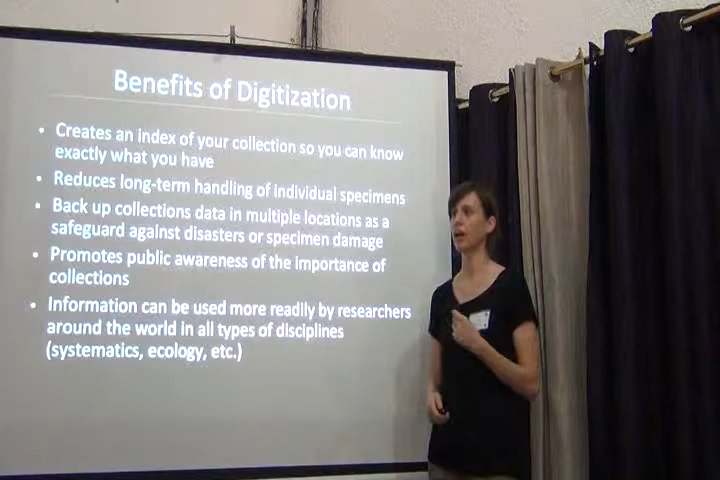 Benefits of Digitization
• Creates an index of your collection so you can know
exactly what you have
• Reduces long-term handling of individual specimens
• Back up collections data in multiple locations as a
safeguard against disasters or specimen damage
• Promotes public awareness of the importance of
collections
• Information can be used more readily by researchers
around the world in all types of disciplines
(systematics, ecology, etc.)